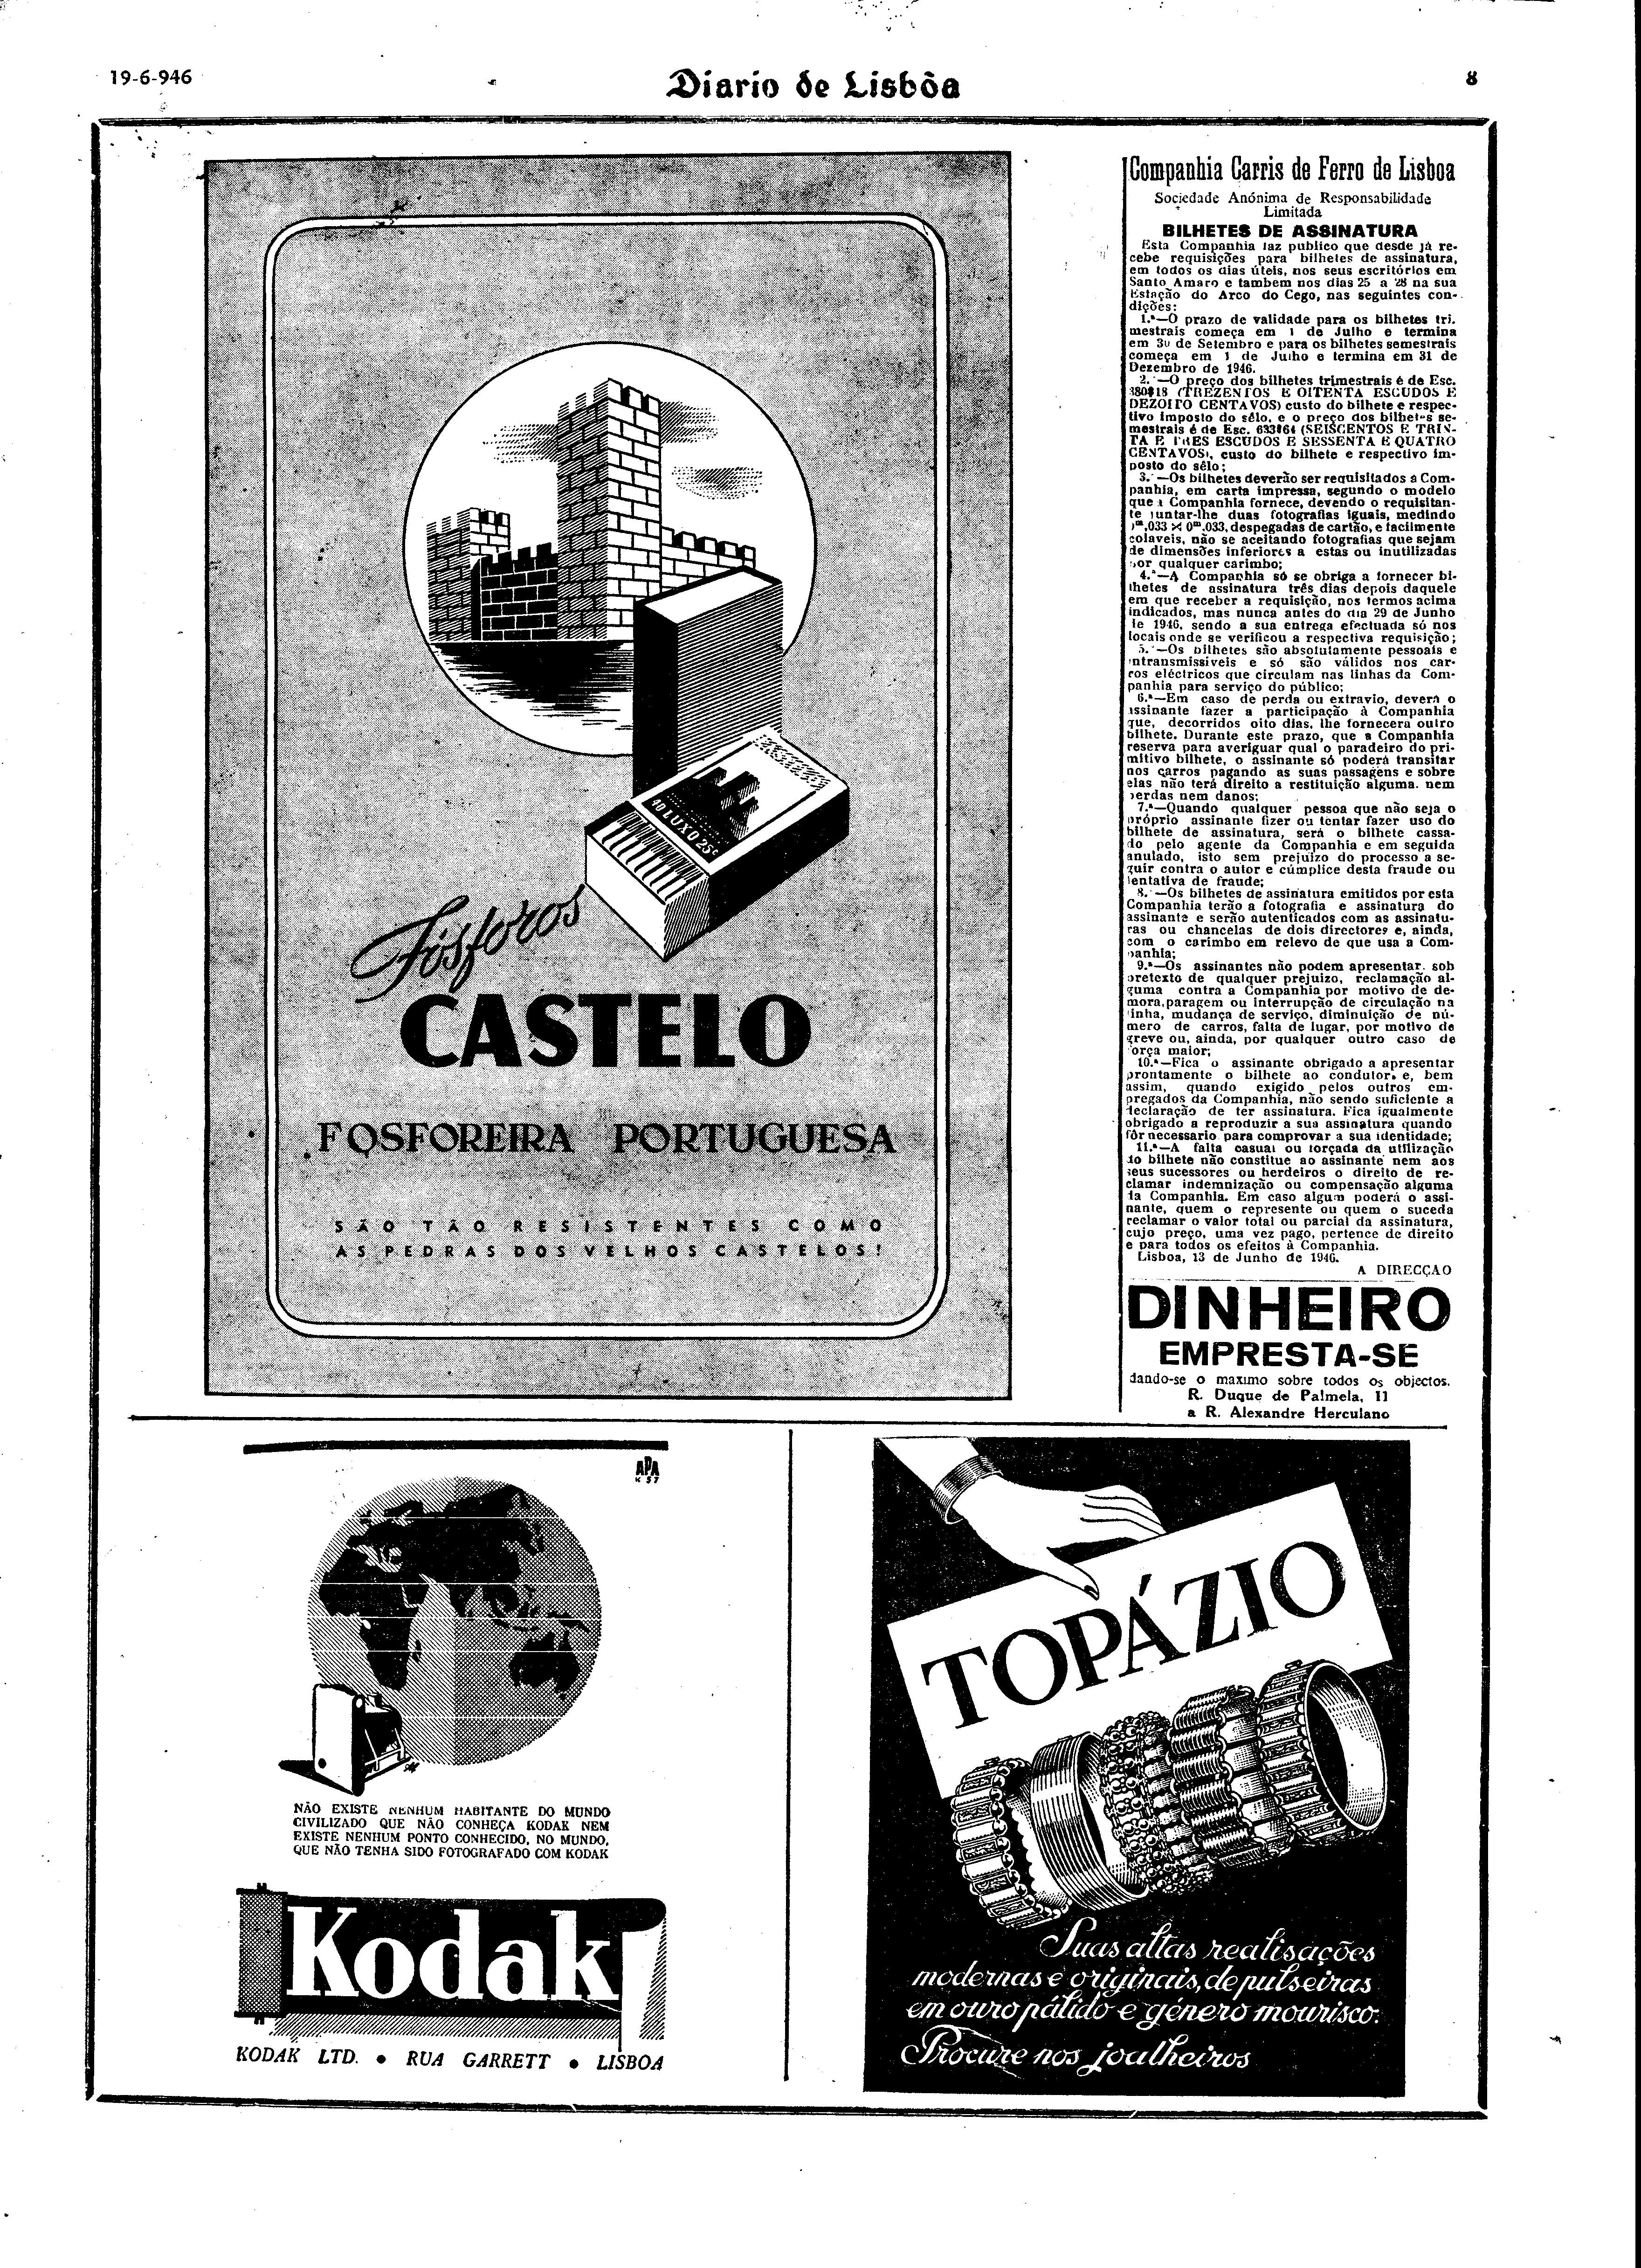 19-6-946
Diario de Lisbôa
8
Fósforos
CASTELO
FOSFOREIRA PORTUGUESA
SÃO TÃO RESISTENTES COMO
AS PEDRAS DOS VELHOS CASTELOS!
40 LUXO 25c
Companhia Carris de Ferro de Lisboa
Sociedade Anónima de Responsabilidade
Limitada
BILHETES DE ASSINATURA
Esta Companhia faz publico que desde já re-
cebe requisições para bilhetes de assinatura,
em todos os dias úteis, nos seus escritórios em
Santo Amaro e tambem nos dias 25 a 28 na sua
Estação do Arco do Cego, nas seguintes con-
dições:
1.ª—O prazo de validade para os bilhetes tri.
mestrais começa em 1 de Julho e termina
em 30 de Setembro e para os bilhetes semestrais
começa em 1 de Julho e termina em 31 de
Dezembro de 1946.
2.ª—O preço dos bilhetes trimestrais é de Esc.
380$18 (TREZENTOS E OITENTA ESCUDOS E
DEZOITO CENTAVOS) custo do bilhete e respec-
tivo imposto do sêlo, e o preço dos bilhetes se-
mestrais é de Esc. 633$64 (SEISCENTOS E TRIN-
TA E TRES ESCUDOS E SESSENTA E QUATRO
CENTAVOS), custo do bilhete e respectivo im-
posto do sêlo;
3.ª—Os bilhetes deverão ser requisitados à Com-
panhia, em carta impressa, segundo o modelo
que a Companhia fornece, devendo o requisitan-
te juntar-lhe duas fotografias iguais, medindo
0m,033 × 0m,033, despegadas de cartão, e facilmente
colaveis, não se aceitando fotografias que sejam
de dimensões inferiores a estas ou inutilizadas
por qualquer carimbo;
4.ª—A Companhia só se obriga a fornecer bi-
lhetes de assinatura três dias depois daquele
em que receber a requisição, nos termos acima
indicados, mas nunca antes do dia 29 de Junho
de 1946, sendo a sua entrega efectuada só nos
locais onde se verificou a respectiva requisição;
5.ª—Os bilhetes são absolutamente pessoais e
intransmissiveis e só são válidos nos car-
ros eléctricos que circulam nas linhas da Com-
panhia para serviço do público;
6.ª—Em caso de perda ou extravio, deverá o
assinante fazer a participação à Companhia
que, decorridos oito dias, lhe fornecerá outro
bilhete. Durante este prazo, que a Companhia
reserva para averiguar qual o paradeiro do pri-
mitivo bilhete, o assinante só poderá transitar
nos carros pagando as suas passagens e sobre
elas não terá direito a restituição alguma. nem
perdas nem danos;
7.ª—Quando qualquer pessoa que não seja o
próprio assinante fizer ou tentar fazer uso do
bilhete de assinatura, será o bilhete cassa-
do pelo agente da Companhia e em seguida
anulado, isto sem prejuizo do processo a se-
guir contra o autor e cúmplice desta fraude ou
tentativa de fraude;
8.ª—Os bilhetes de assinatura emitidos por esta
Companhia terão a fotografia e assinatura do
assinante e serão autenticados com as assinatu-
ras ou chancelas de dois directores e, ainda,
com o carimbo em relevo de que usa a Com-
panhia;
9.ª—Os assinantes não podem apresentar. sob
pretexto de qualquer prejuizo, reclamação al-
guma contra a Companhia por motivo de de-
mora, paragem ou interrupção de circulação na
linha, mudança de serviço, diminuição de nú-
mero de carros, falta de lugar, por motivo de
greve ou, ainda, por qualquer outro caso de
força maior;
10.ª—Fica o assinante obrigado a apresentar
prontamente o bilhete ao condutor, e, bem
assim, quando exigido pelos outros em-
pregados da Companhia, não sendo suficiente a
declaração de ter assinatura. Fica igualmente
obrigado a reproduzir a sua assinatura quando
fôr necessario para comprovar a sua identidade;
11.ª—A falta casual ou forçada da utilização
do bilhete não constitue ao assinante nem aos
seus sucessores ou herdeiros o direito de re-
clamar indemnização ou compensação alguma
da Companhia. Em caso algum poderá o assi-
nante, quem o represente ou quem o suceda
reclamar o valor total ou parcial da assinatura,
cujo preço, uma vez pago, pertence de direito
e para todos os efeitos à Companhia.
Lisboa, 13 de Junho de 1946.
A DIRECÇAO
DINHEIRO
EMPRESTA-SE
dando-se o maximo sobre todos os objectos.
R. Duque de Palmela, 11
a R. Alexandre Herculano
APA
K 57
NÃO EXISTE NENHUM HABITANTE DO MUNDO
CIVILIZADO QUE NÃO CONHEÇA KODAK NEM
EXISTE NENHUM PONTO CONHECIDO, NO MUNDO,
QUE NÃO TENHA SIDO FOTOGRAFADO COM KODAK
Kodak
KODAK LTD. • RUA GARRETT • LISBOA
TOPÁZIO
Suas altas realisações
modernas e originais, de pulseiras
em ouro pálido e género mourisco.
Procure nos joalheiros